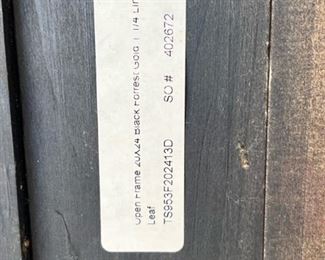 Open Frame 20X24 Black Forrest Gold 1 1/4 Lin
Leaf
TS953F202413D SO # 402672